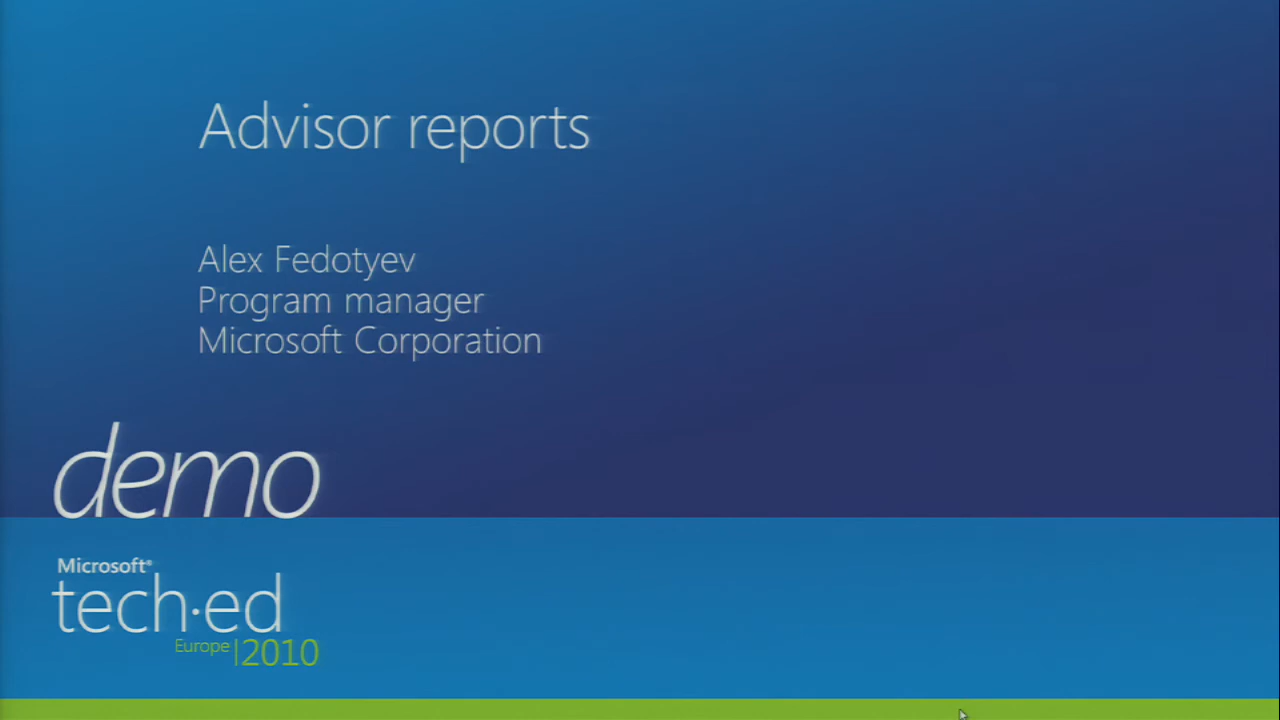 Advisor reports
Alex Fedotyev
Program manager
Microsoft Corporation
demo
Microsoft®
tech·ed
Europe | 2010